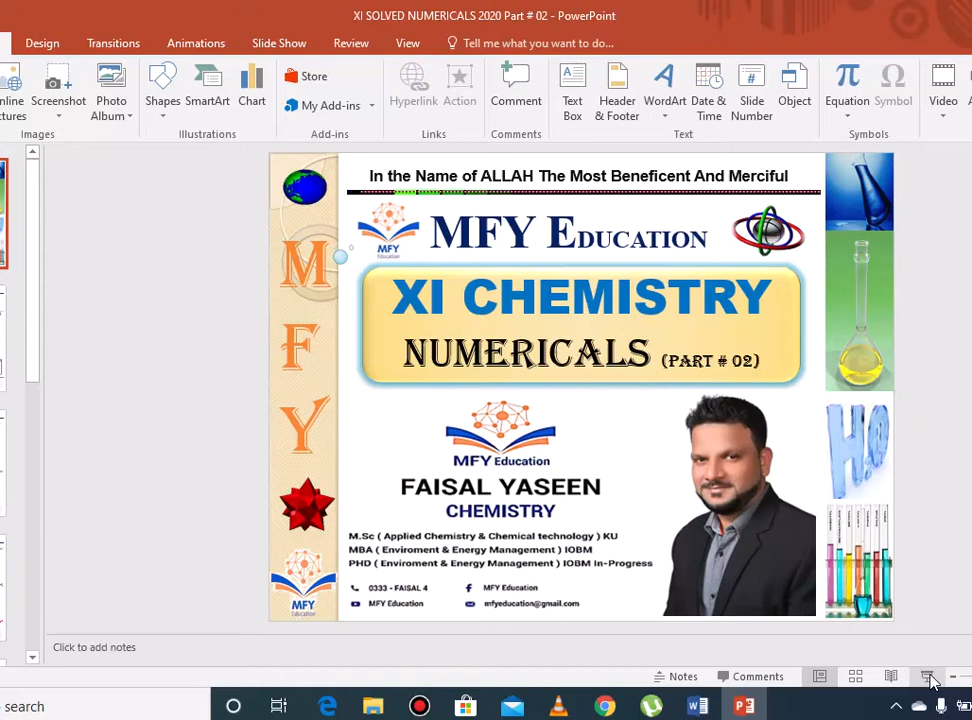 XI SOLVED NUMERICALS 2020 Part # 02 - PowerPoint
Design Transitions Animations Slide Show Review View Tell me what you want to do...
Screenshot
Photo Album
Shapes SmartArt Chart
Store
My Add-ins
Hyperlink Action
Comment
Text Box
Header & Footer
WordArt
Date & Time
Slide Number
Object
Equation Symbol
Video
Illustrations Add-ins Links Comments Text Symbols
In the Name of ALLAH The Most Beneficent And Merciful
MFY Education
MFY EDUCATION
XI CHEMISTRY
NUMERICALS (PART # 02)
M
F
Y
MFY Education
FAISAL YASEEN
CHEMISTRY
M.Sc ( Applied Chemistry & Chemical technology ) KU
MBA ( Enviroment & Energy Management ) IOBM
PHD ( Enviroment & Energy Management ) IOBM In-Progress
0333 - FAISAL 4 MFY Education
MFY Education mfyeducation@gmail.com
MFY Education
Click to add notes
Notes Comments
search